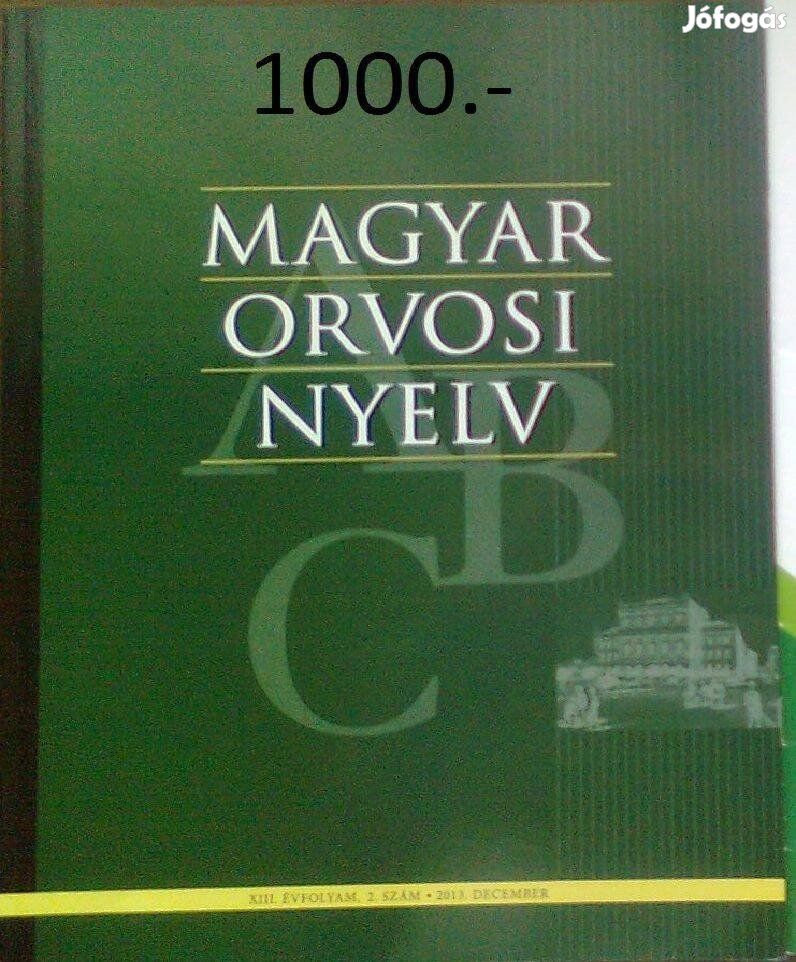 Jófogás
1000.-
MAGYAR
ORVOSI
NYELV
A
B
C
XIII. ÉVFOLYAM, 2. SZÁM • 2013. DECEMBER